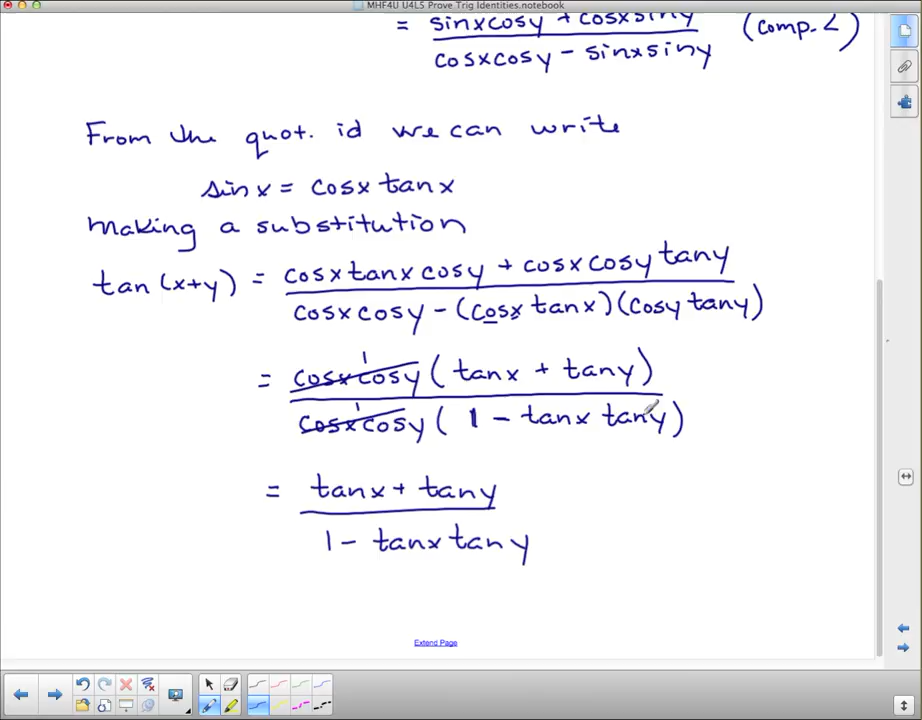 MHF4U U4L5 Prove Trig Identities.notebook
= sinxcosy + cosxsiny (comp. ∠)
cosxcosy - sinxsiny
From the quot. id we can write
sinx = cosx tanx
making a substitution
tan (x+y) = cosx tanx cosy + cosx cosy tany
cosx cosy - (cosx tanx)(cosy tany)
= cosx cosy 1 (tanx + tany)
cosx cosy 1 (1 - tanx tany)
= tanx + tany
1 - tanx tany
Extend Page